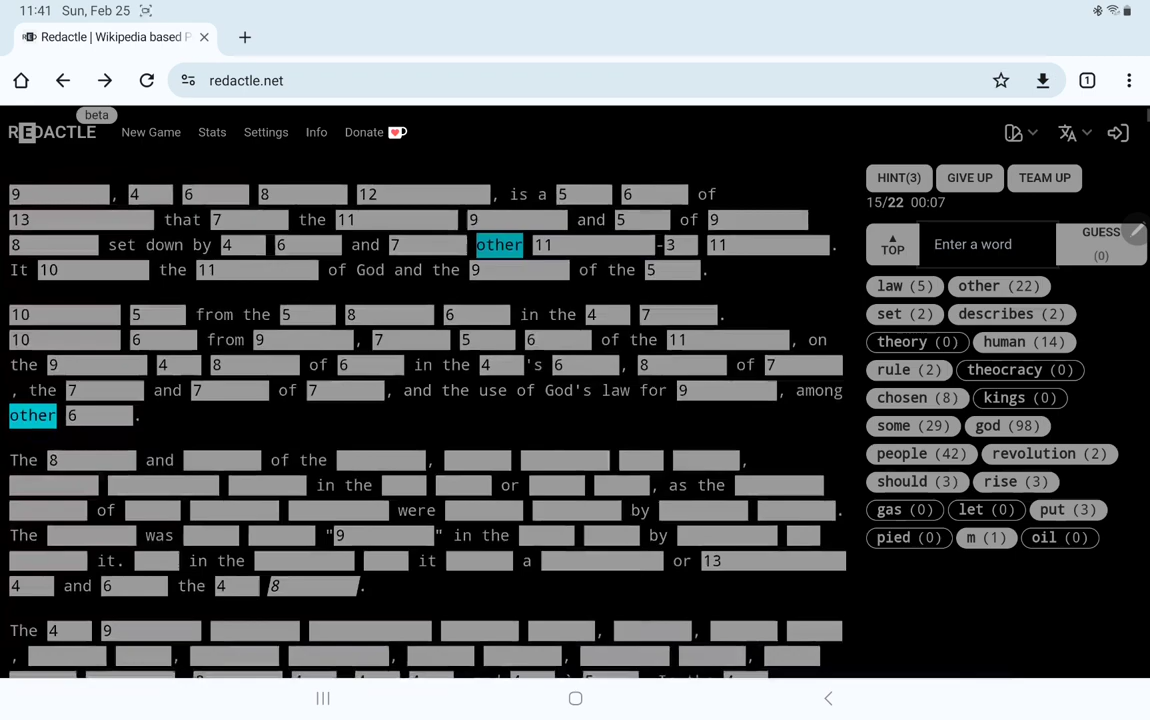 11:41 Sun, Feb 25
Redactle | Wikipedia based P
redactle.net
beta
REDACTLE New Game Stats Settings Info Donate
9 , 4 6 8 12 , is a 5 6 of
13 that 7 the 11 9 and 5 of 9
8 set down by 4 6 and 7 other 11 -3 11 .
It 10 the 11 of God and the 9 of the 5 .
10 5 from the 5 8 6 in the 4 7 .
10 6 from 9 , 7 5 6 of the 11 , on
the 9 4 8 of 6 in the 4 's 6 , 8 of 7
, the 7 and 7 of 7 , and the use of God's law for 9 , among
other 6 .
The 8 and of the , ,
in the or , as the
of were by .
The was "9 " in the by
it. in the it a or 13
4 and 6 the 4 8 .
The 4 9 , ,
, , , , ,
HINT(3) GIVE UP TEAM UP
15/22 00:07
▲ TOP Enter a word GUESS (0)
law (5) other (22)
set (2) describes (2)
theory (0) human (14)
rule (2) theocracy (0)
chosen (8) kings (0)
some (29) god (98)
people (42) revolution (2)
should (3) rise (3)
gas (0) let (0) put (3)
pied (0) m (1) oil (0)